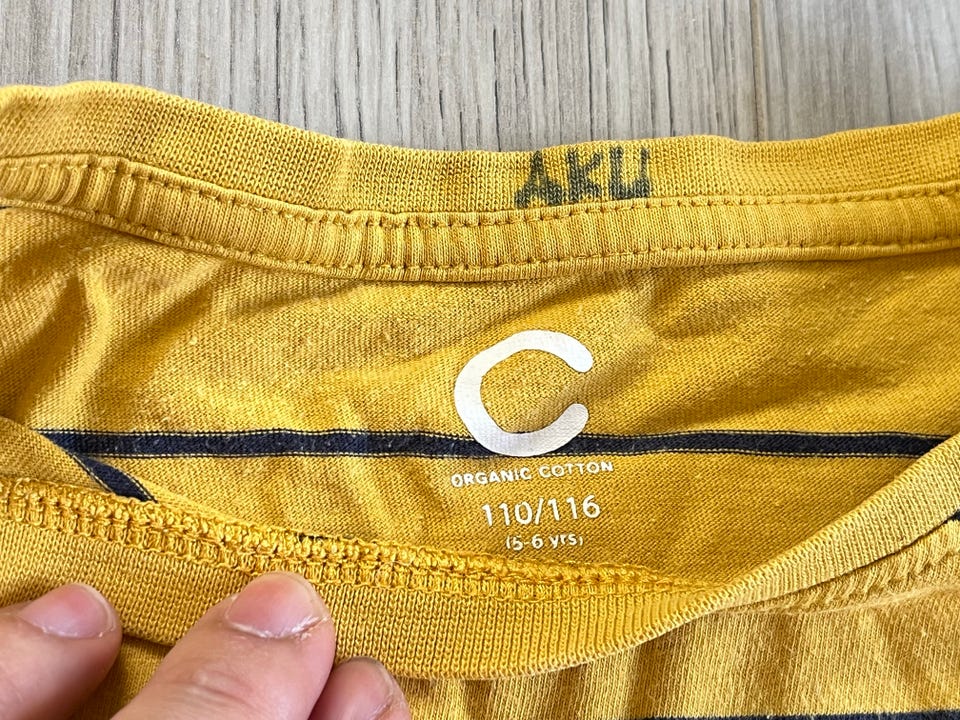 AKU
C
ORGANIC COTTON
110/116
(5-6 yrs)